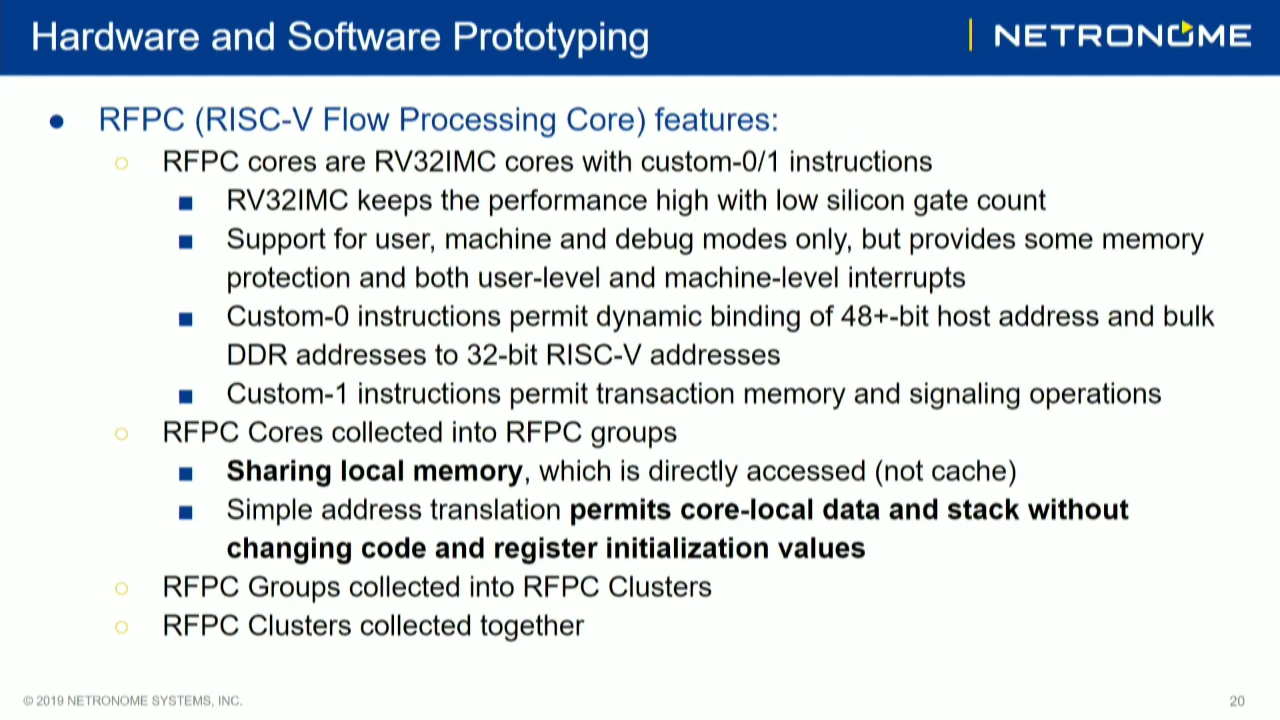 Hardware and Software Prototyping
NETRONOME
● RFPC (RISC-V Flow Processing Core) features:
○ RFPC cores are RV32IMC cores with custom-0/1 instructions
■ RV32IMC keeps the performance high with low silicon gate count
■ Support for user, machine and debug modes only, but provides some memory
protection and both user-level and machine-level interrupts
■ Custom-0 instructions permit dynamic binding of 48+-bit host address and bulk
DDR addresses to 32-bit RISC-V addresses
■ Custom-1 instructions permit transaction memory and signaling operations
○ RFPC Cores collected into RFPC groups
■ Sharing local memory, which is directly accessed (not cache)
■ Simple address translation permits core-local data and stack without
changing code and register initialization values
○ RFPC Groups collected into RFPC Clusters
○ RFPC Clusters collected together
© 2019 NETRONOME SYSTEMS, INC.
20